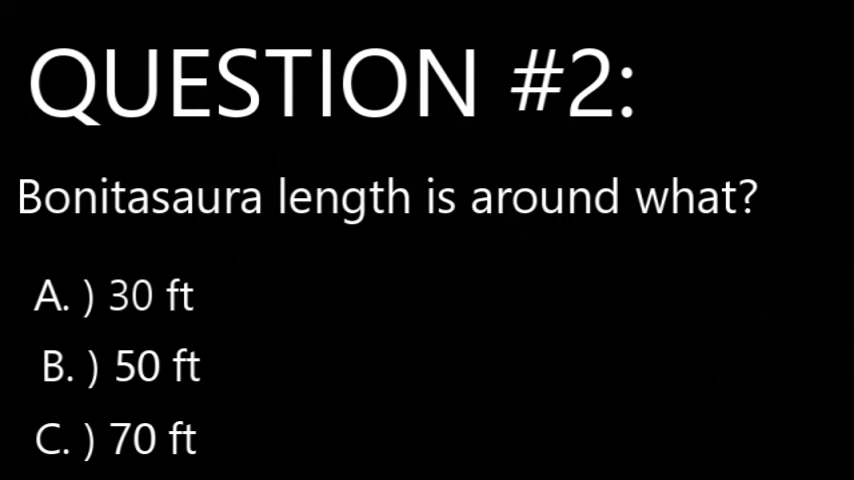 QUESTION #2:
Bonitasaura length is around what?
A. ) 30 ft
B. ) 50 ft
C. ) 70 ft